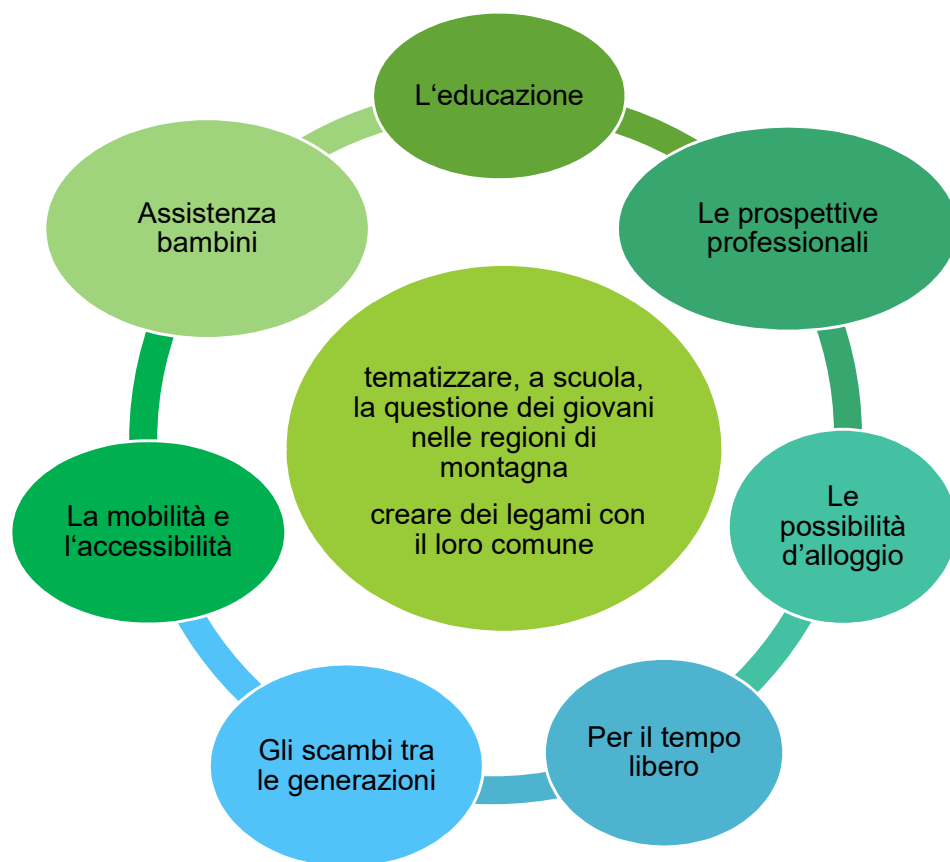 L‘educazione
Le prospettive
professionali
Le
possibilità
d’alloggio
Per il tempo
libero
Gli scambi tra
le generazioni
La mobilità e
l’accessibilità
Assistenza
bambini
tematizzare, a scuola,
la questione dei giovani
nelle regioni di
montagna
creare dei legami con
il loro comune